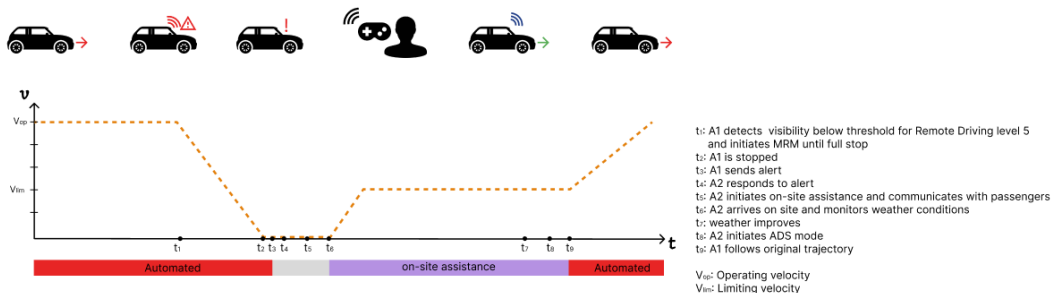 !
v
Vop
Vlim
t1
t2
t3
t4
t5
t6
t7
t8
t9
t
Automated
on-site assistance
Automated
t1: A1 detects visibility below threshold for Remote Driving level 5
and initiates MRM until full stop
t2: A1 is stopped
t3: A1 sends alert
t4: A2 responds to alert
t5: A2 initiates on-site assistance and communicates with passengers
t6: A2 arrives on site and monitors weather conditions
t7: weather improves
t8: A2 initiates ADS mode
t9: A1 follows original trajectory
Vop: Operating velocity
Vlim: Limiting velocity